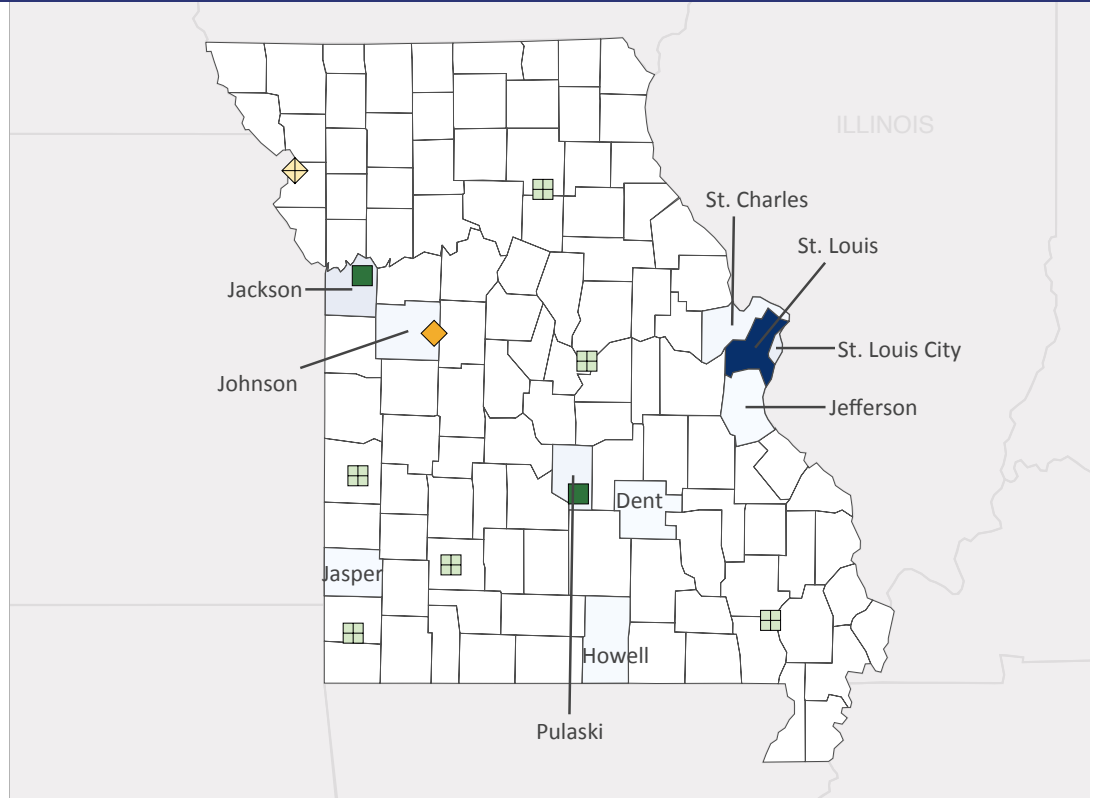 ILLINOIS
St. Charles
St. Louis
Jackson
St. Louis City
Johnson
Jefferson
Dent
Jasper
Howell
Pulaski